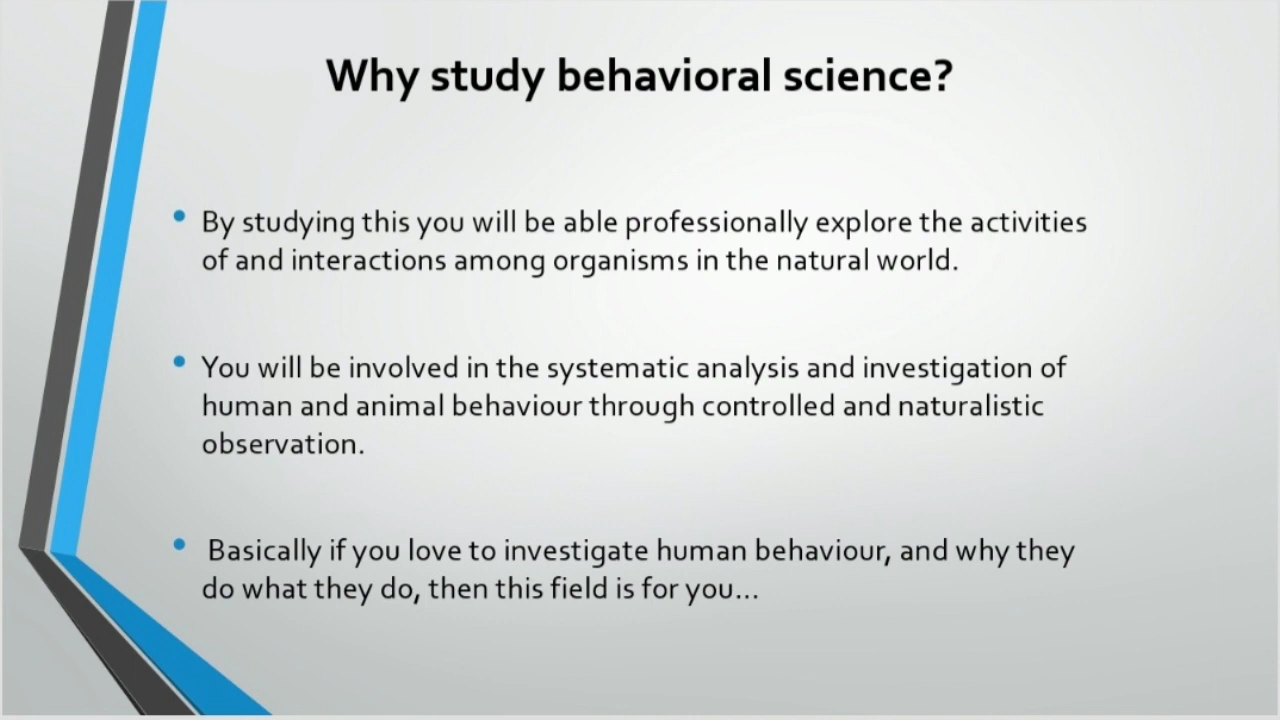 Why study behavioral science?
• By studying this you will be able professionally explore the activities
of and interactions among organisms in the natural world.
• You will be involved in the systematic analysis and investigation of
human and animal behaviour through controlled and naturalistic
observation.
• Basically if you love to investigate human behaviour, and why they
do what they do, then this field is for you...